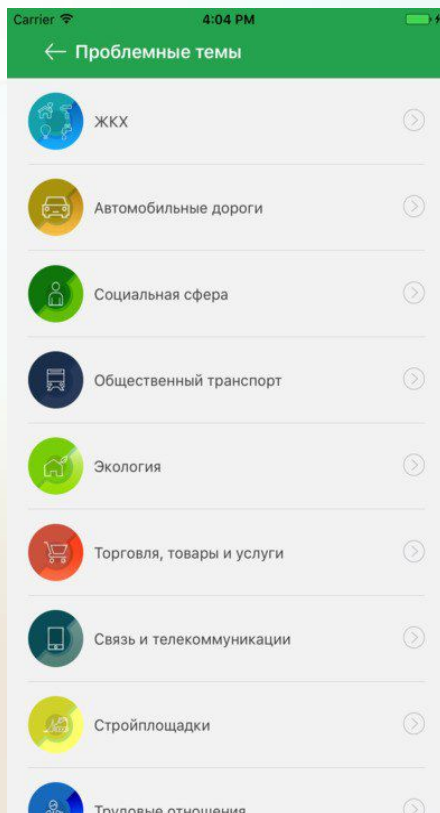 Carrier 4:04 PM
Проблемные темы
ЖКХ
Автомобильные дороги
Социальная сфера
Общественный транспорт
Экология
Торговля, товары и услуги
Связь и телекоммуникации
Стройплощадки
Трудовые отношения